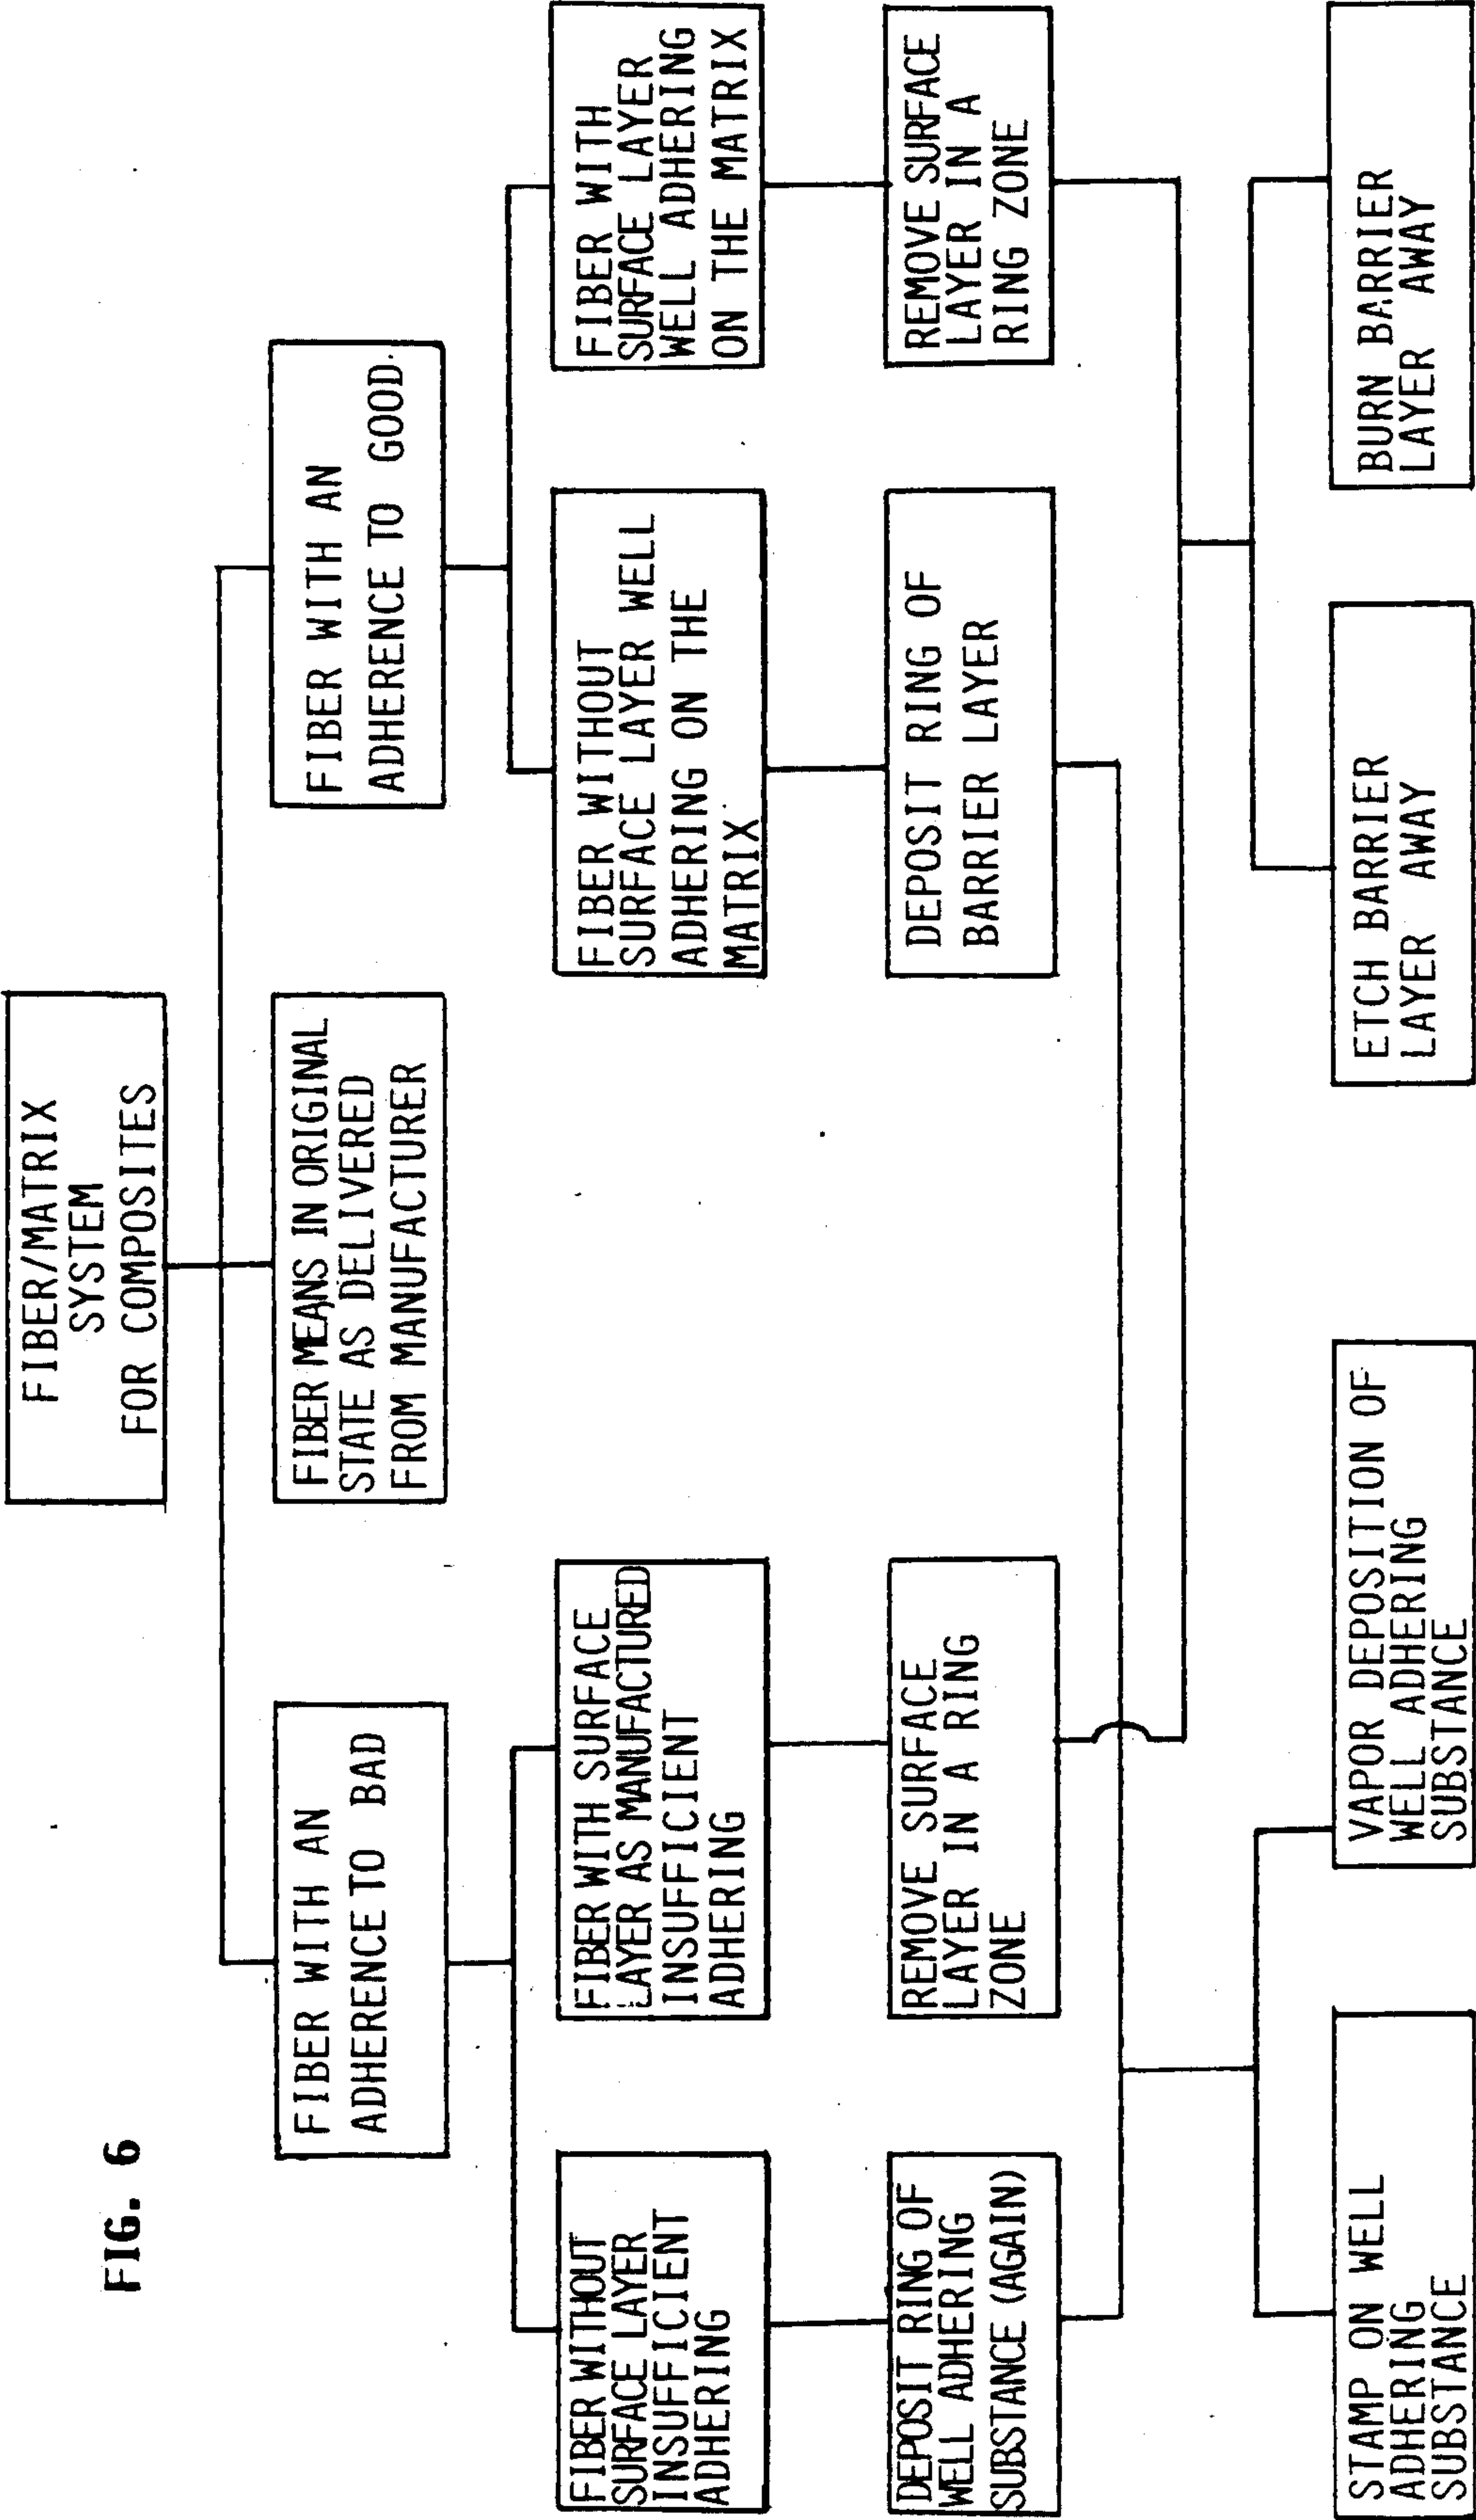 FIG. 6
FIBER/MATRIX
SYSTEM
FOR COMPOSITES
FIBER WITH AN
ADHERENCE TO BAD
FIBER MEANS IN ORIGINAL
STATE AS DELIVERED
FROM MANUFACTURER
FIBER WITH AN
ADHERENCE TO GOOD
FIBER WITHOUT
SURFACE LAYER
INSUFFICIENT
ADHERING
FIBER WITH SURFACE
LAYER AS MANUFACTURED
INSUFFICIENT
ADHERING
FIBER WITHOUT
SURFACE LAYER WELL
ADHERING ON THE
MATRIX
FIBER WITH
SURFACE LAYER
WELL ADHERING
ON THE MATRIX
DEPOSIT RING OF
WELL ADHERING
SUBSTANCE (AGAIN)
REMOVE SURFACE
LAYER IN A RING
ZONE
DEPOSIT RING OF
BARRIER LAYER
REMOVE SURFACE
LAYER IN A
RING ZONE
STAMP ON WELL
ADHERING
SUBSTANCE
VAPOR DEPOSITION OF
WELL ADHERING
SUBSTANCE
ETCH BARRIER
LAYER AWAY
BURN BARRIER
LAYER AWAY